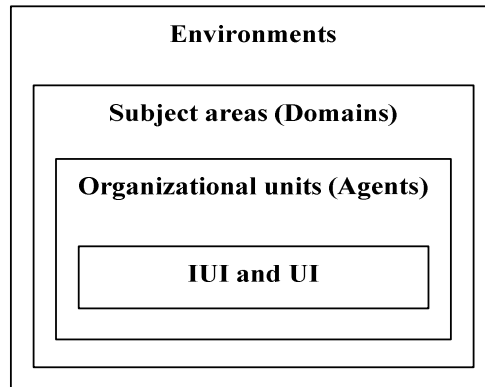 Environments
Subject areas (Domains)
Organizational units (Agents)
IUI and UI